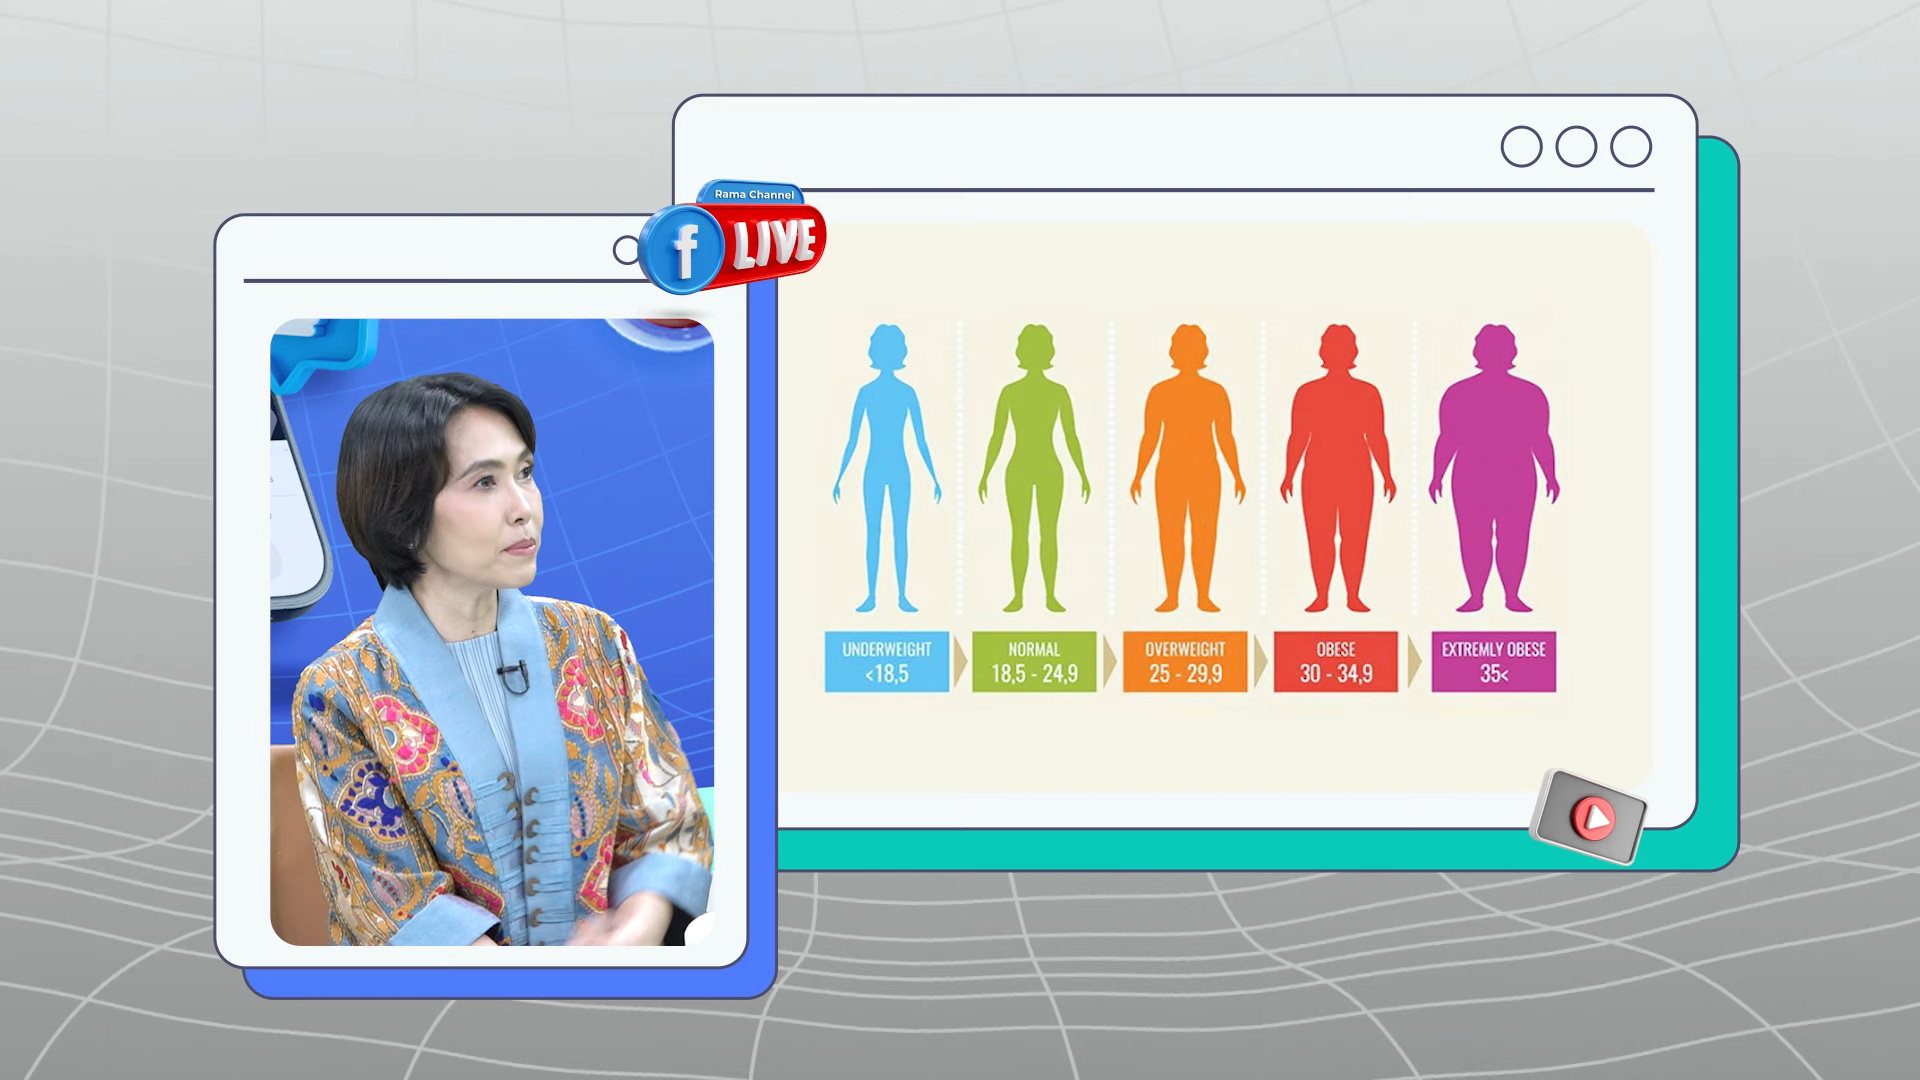 Rama Channel
f LIVE
UNDERWEIGHT
<18,5
NORMAL
18,5 - 24,9
OVERWEIGHT
25 - 29,9
OBESE
30 - 34,9
EXTREMLY OBESE
35<